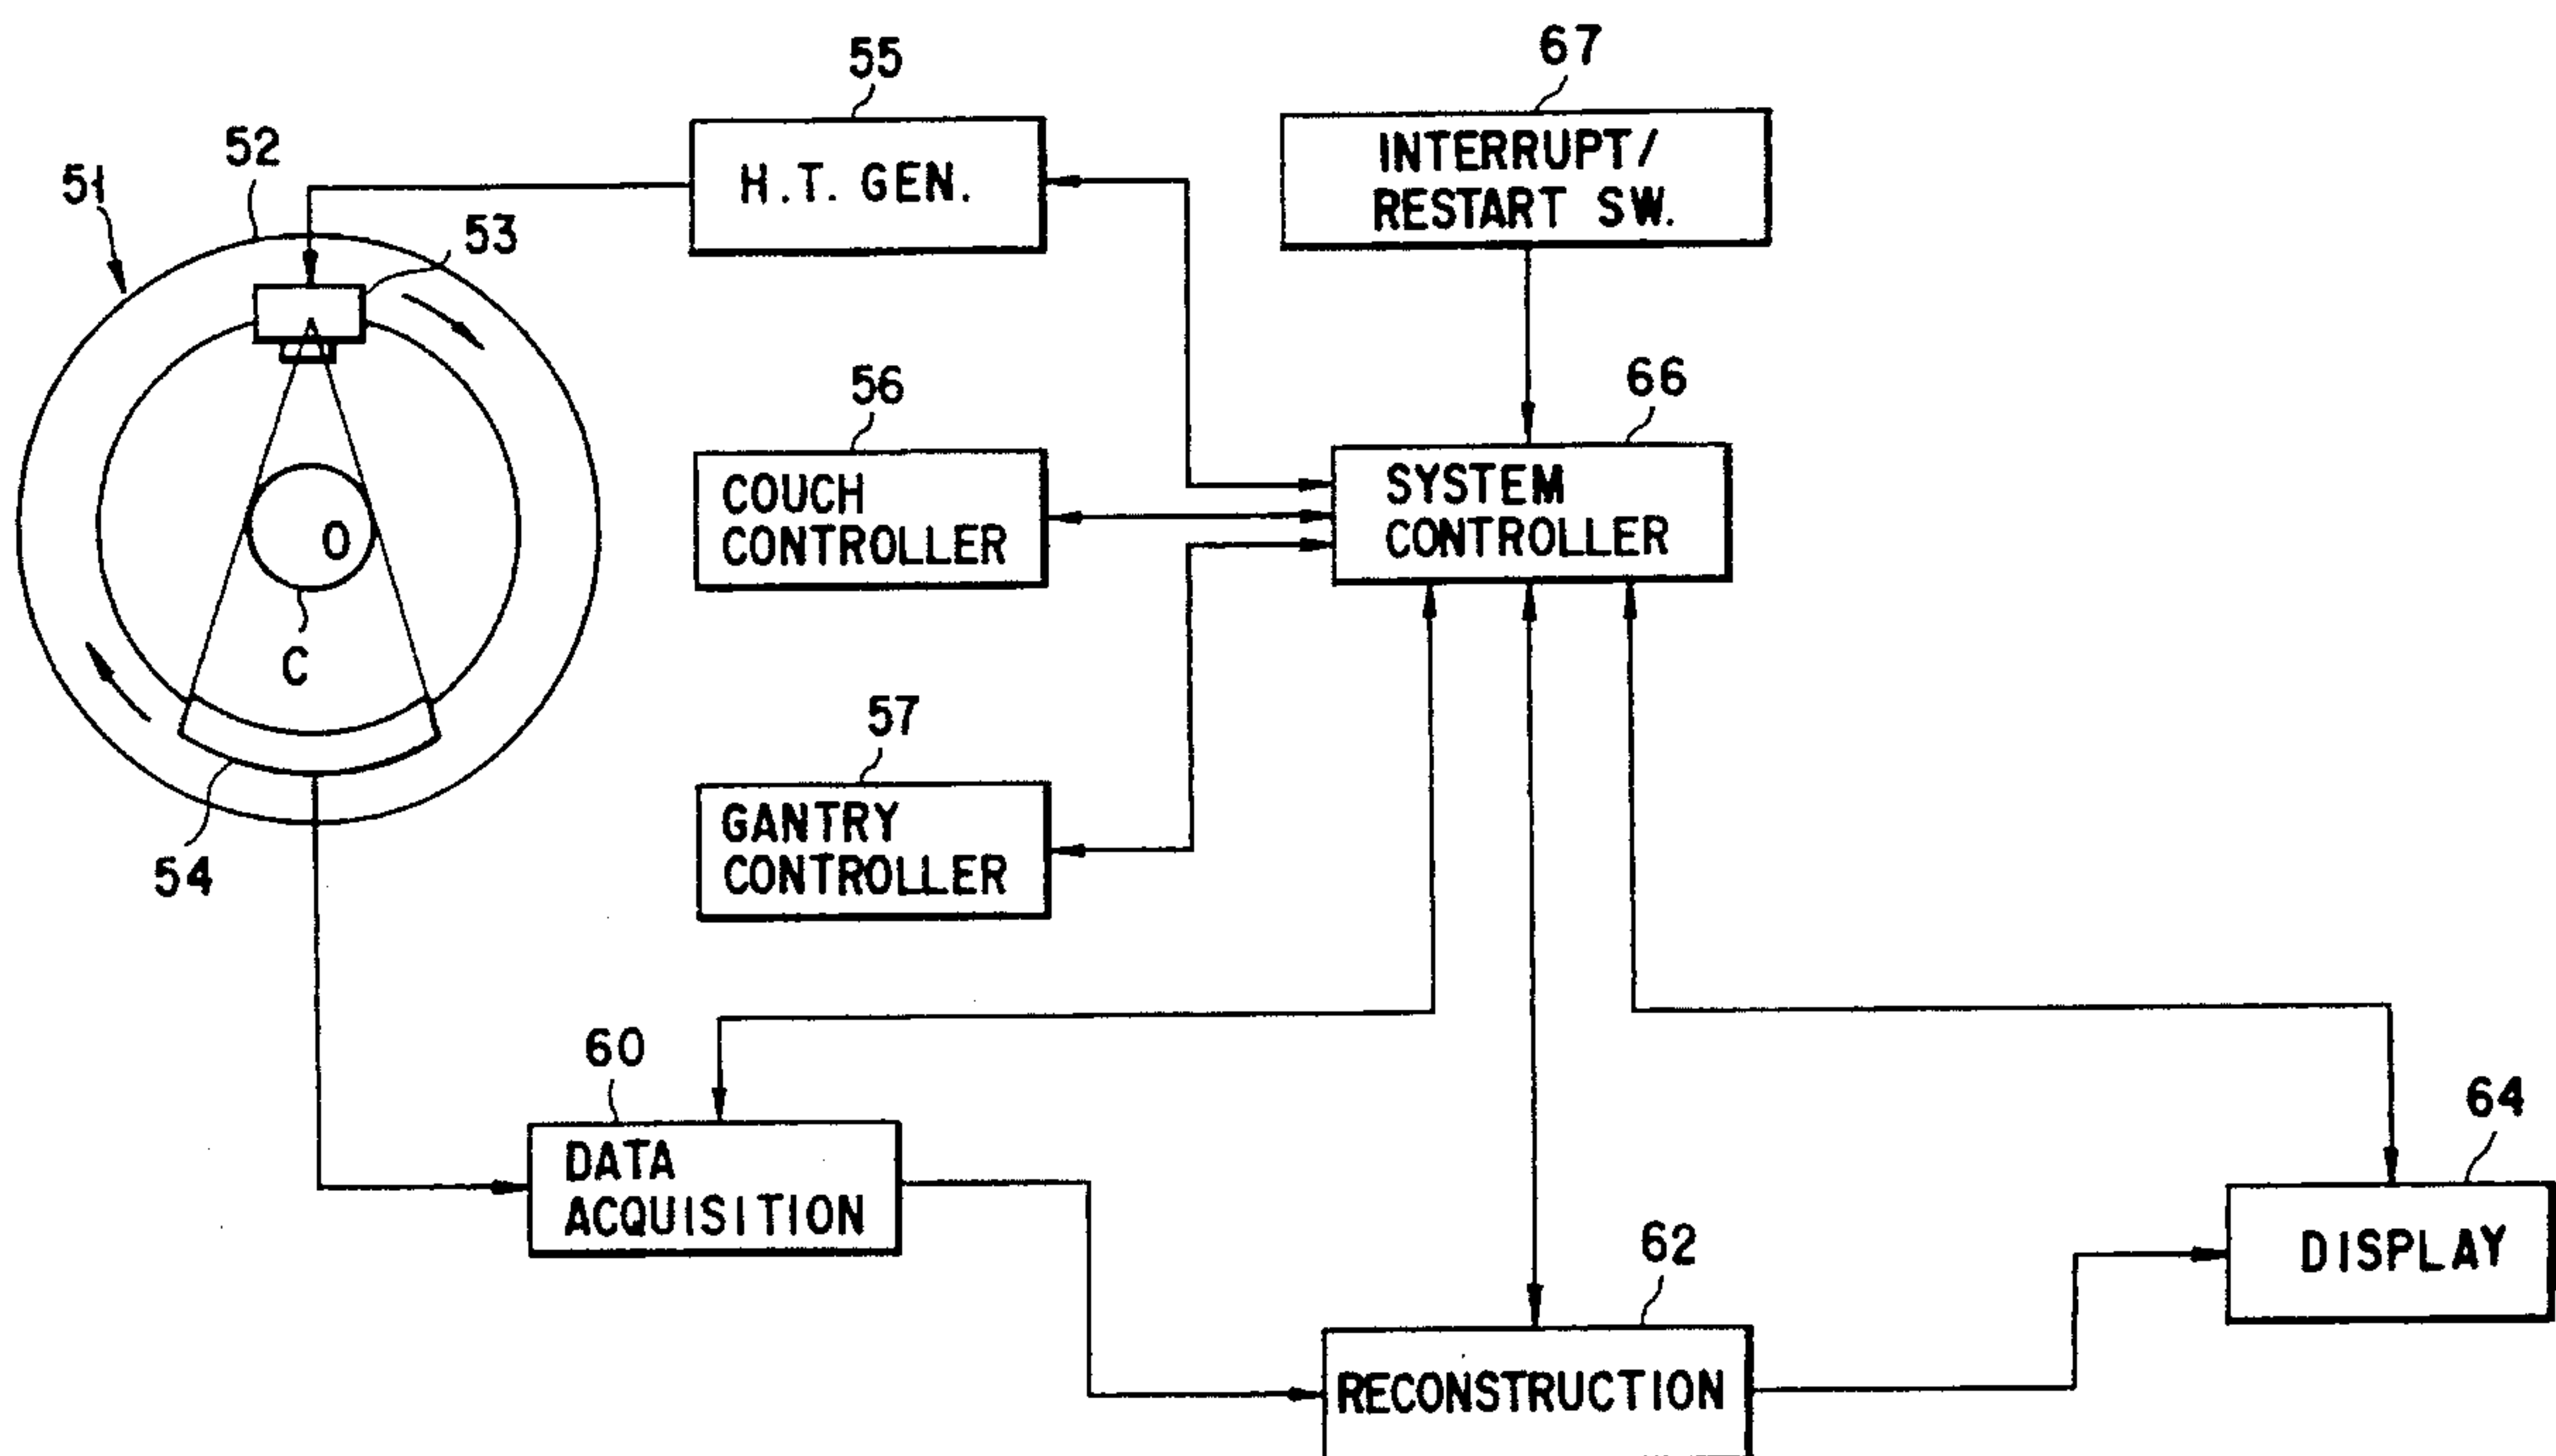 55
67
H.T. GEN.
INTERRUPT/
RESTART SW.
52
51
53
56
66
COUCH
CONTROLLER
SYSTEM
CONTROLLER
O
C
57
GANTRY
CONTROLLER
54
60
DATA
ACQUISITION
64
DISPLAY
62
RECONSTRUCTION